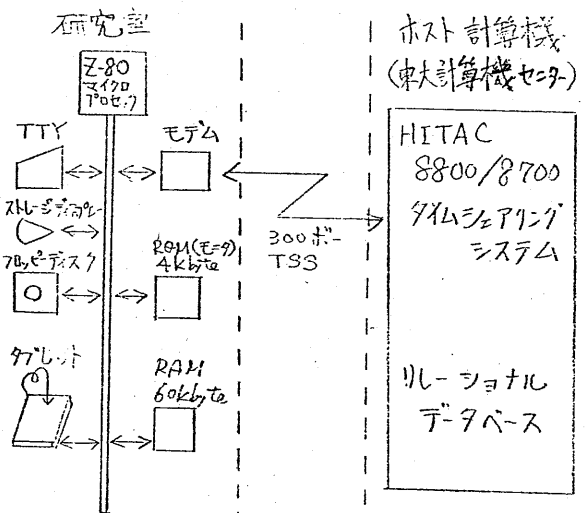 研究室
Z-80
マイクロ
プロセッサ
TTY
モデム
ストレージディスプレー
ROM(モニタ)
4kbyte
フロッピーディスク
タブレット
RAM
60kbyte
300ボー
TSS
ホスト計算機
(東大計算機センター)
HITAC
8800/8700
タイムシェアリング
システム
リレーショナル
データベース